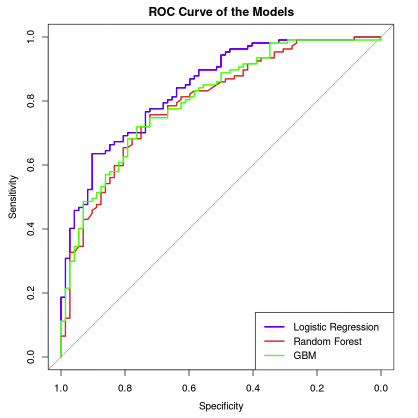 ROC Curve of the Models
Sensitivity
1.0
0.8
0.6
0.4
0.2
0.0
1.0 0.8 0.6 0.4 0.2 0.0
Specificity
Logistic Regression
Random Forest
GBM